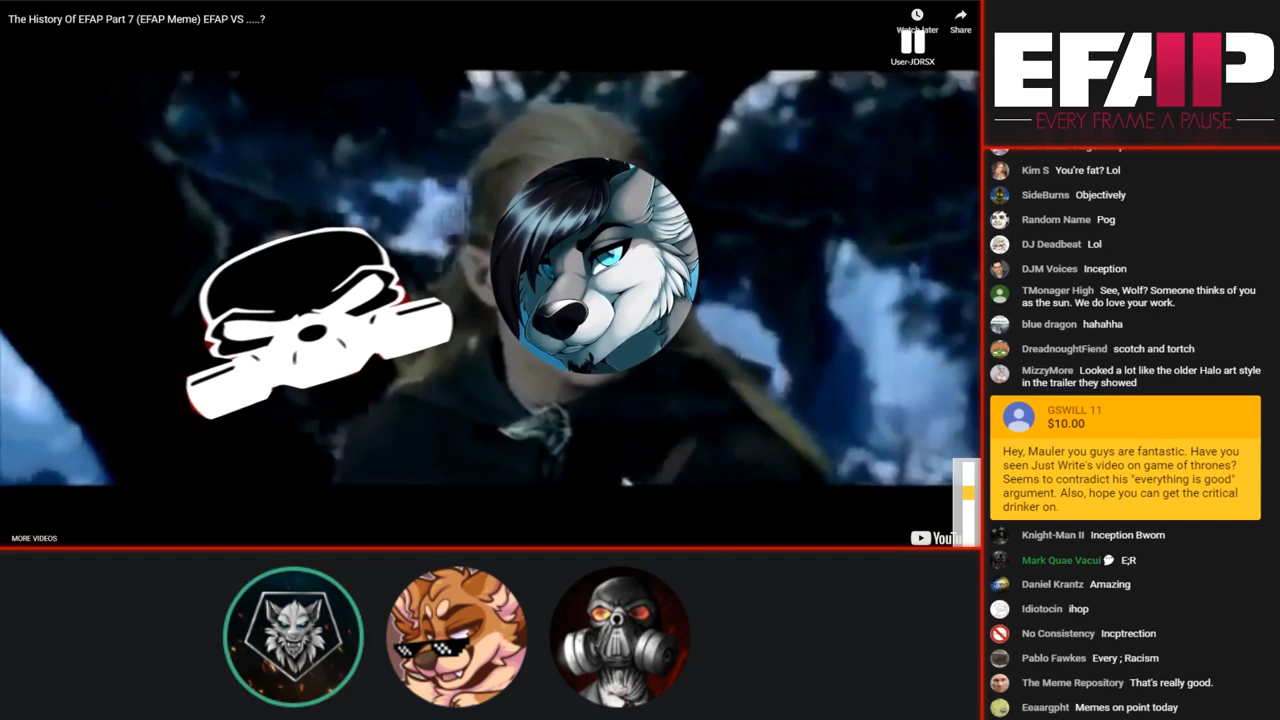 The History Of EFAP Part 7 (EFAP Meme) EFAP VS .....?
Watch later
Share
User-JDRSX
MORE VIDEOS
EFAP
EVERY FRAME A PAUSE
Kim S You're fat? Lol
SideBurns Objectively
Random Name Pog
DJ Deadbeat Lol
DJM Voices Inception
TManager High See, Wolf? Someone thinks of you
as the sun. We do love your work.
blue dragon hahahha
DreadnoughtFiend scotch and tortch
MizzyMore Looked a lot like the older Halo art style
in the trailer they showed
GSWILL 11
$10.00
Hey, Mauler you guys are fantastic. Have you
seen Just Write's video on game of thrones?
Seems to contradict his "everything is good"
argument. Also, hope you can get the critical
drinker on.
Knight-Man II Inception Bwom
Mark Quae Vacui E;R
Daniel Krantz Amazing
Idiotocin ihop
No Consistency Incptrection
Pablo Fawkes Every ; Racism
The Meme Repository That's really good.
Eeaargpht Memes on point today